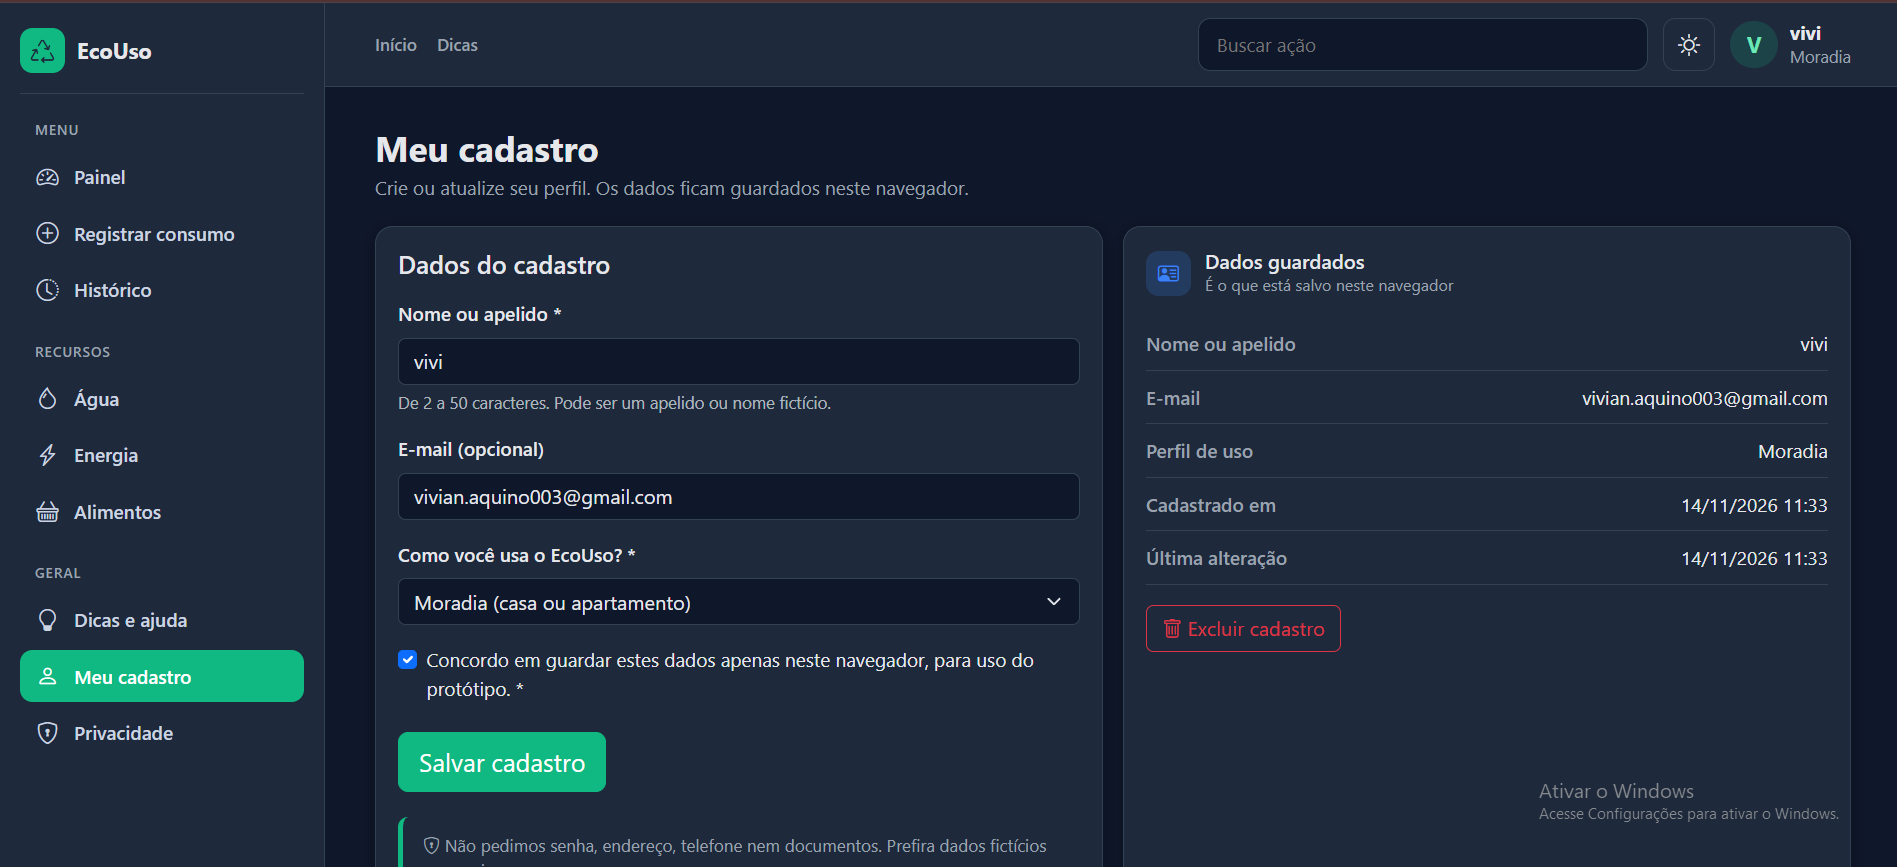 EcoUso
MENU
Painel
Registrar consumo
Histórico
RECURSOS
Água
Energia
Alimentos
GERAL
Dicas e ajuda
Meu cadastro
Privacidade
Início
Dicas
Buscar ação
V
vivi
Moradia
Meu cadastro
Crie ou atualize seu perfil. Os dados ficam guardados neste navegador.
Dados do cadastro
Nome ou apelido *
vivi
De 2 a 50 caracteres. Pode ser um apelido ou nome fictício.
E-mail (opcional)
vivian.aquino003@gmail.com
Como você usa o EcoUso? *
Moradia (casa ou apartamento)
Concordo em guardar estes dados apenas neste navegador, para uso do
protótipo. *
Salvar cadastro
Não pedimos senha, endereço, telefone nem documentos. Prefira dados fictícios
Dados guardados
É o que está salvo neste navegador
Nome ou apelido vivi
E-mail vivian.aquino003@gmail.com
Perfil de uso Moradia
Cadastrado em 14/11/2026 11:33
Última alteração 14/11/2026 11:33
Excluir cadastro
Ativar o Windows
Acesse Configurações para ativar o Windows.